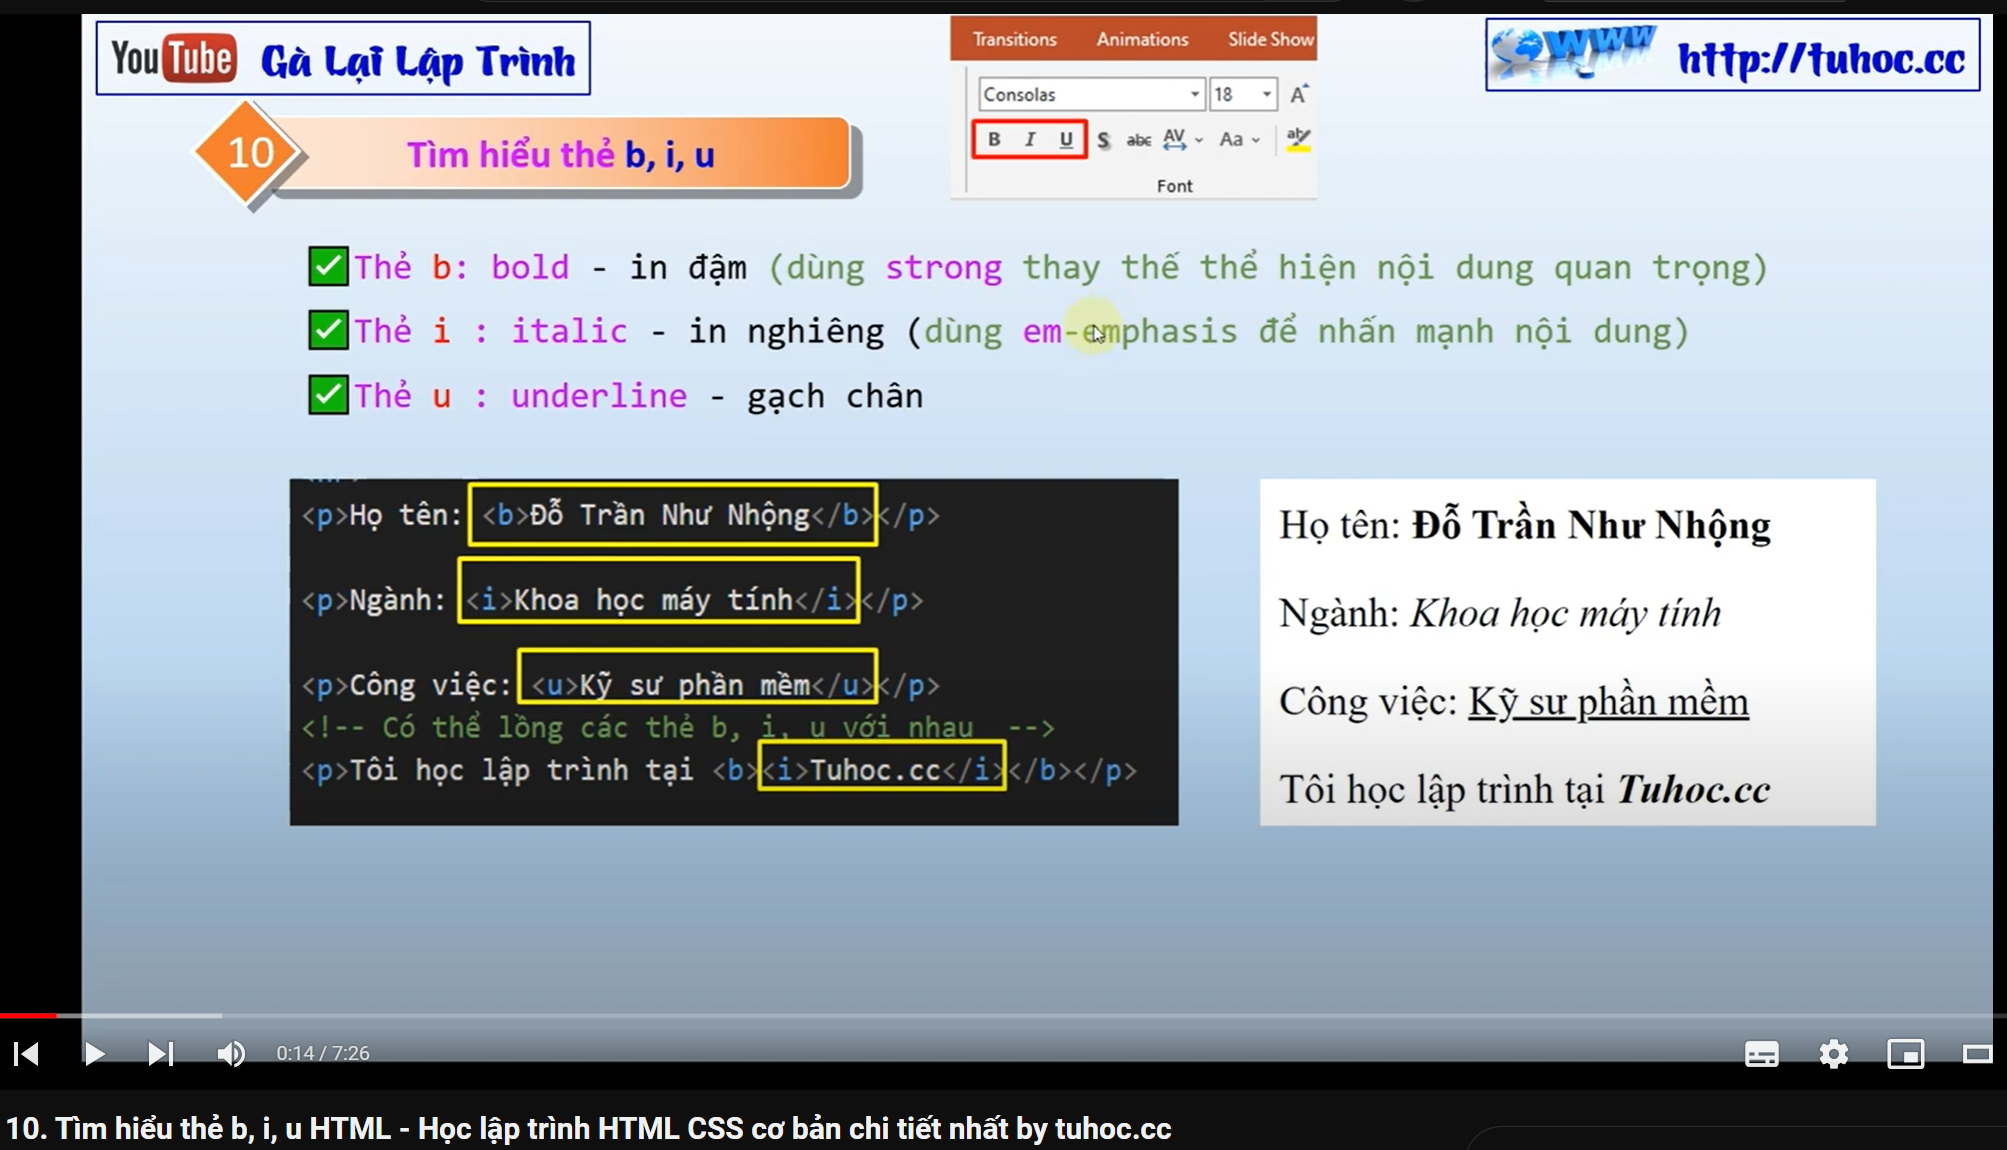 YouTube Gà Lại Lập Trình
Transitions Animations Slide Show
WWW http://tuhoc.cc
Consolas 18 A
10 Tìm hiểu thẻ b, i, u
B I U S abc AV Aa ab
Font
Thẻ b: bold - in đậm (dùng strong thay thế thể hiện nội dung quan trọng)
Thẻ i : italic - in nghiêng (dùng em-emphasis để nhấn mạnh nội dung)
Thẻ u : underline - gạch chân
<p>Họ tên: <b>Đỗ Trần Như Nhộng</b></p>
<p>Ngành: <i>Khoa học máy tính</i></p>
<p>Công việc: <u>Kỹ sư phần mềm</u></p>
<!-- Có thể lồng các thẻ b, i, u với nhau -->
<p>Tôi học lập trình tại <b><i>Tuhoc.cc</i></b></p>
Họ tên: Đỗ Trần Như Nhộng
Ngành: Khoa học máy tính
Công việc: Kỹ sư phần mềm
Tôi học lập trình tại Tuhoc.cc
0:14 / 7:26
10. Tìm hiểu thẻ b, i, u HTML - Học lập trình HTML CSS cơ bản chi tiết nhất by tuhoc.cc